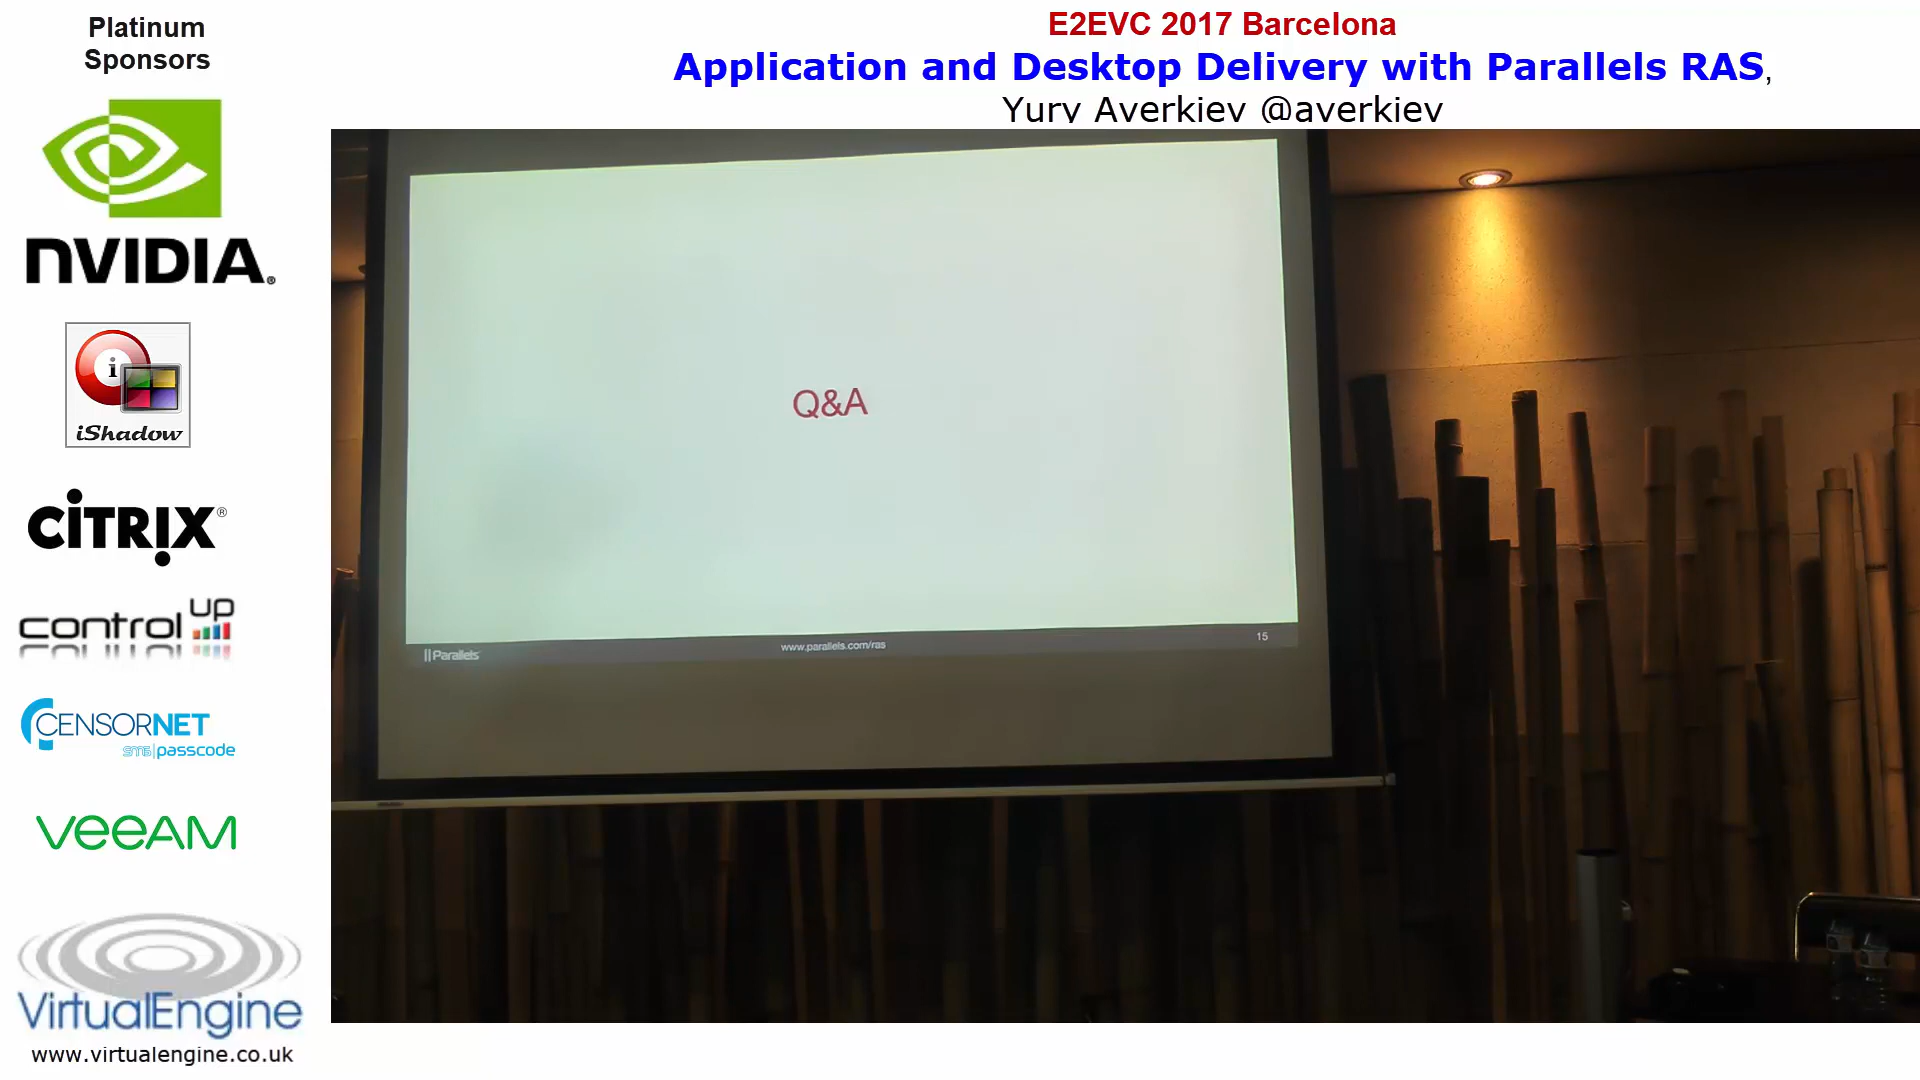 Platinum
Sponsors
E2EVC 2017 Barcelona
Application and Desktop Delivery with Parallels RAS,
Yury Averkiev @averkiev
NVIDIA®
i
iShadow
CITRIX®
control UP
CENSORNET
sms|passcode
veeAM
VirtualEngine
www.virtualengine.co.uk
Q&A
||Parallels
www.parallels.com/ras
15